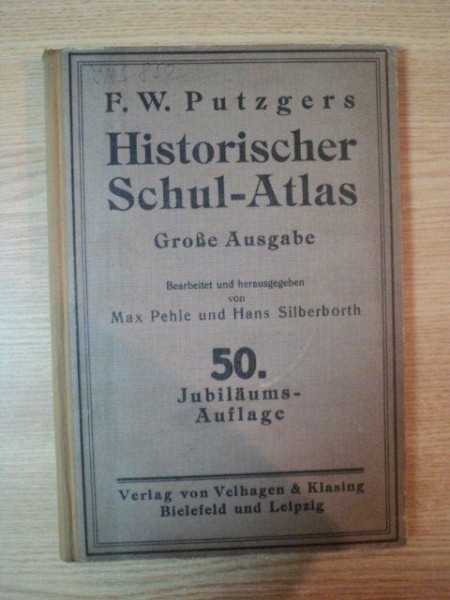 F. W. Putzgers
Historischer
Schul-Atlas
Große Ausgabe
Bearbeitet und herausgegeben
von
Max Pehle und Hans Silberborth
50.
Jubiläums-
Auflage
Verlag von Velhagen & Klasing
Bielefeld und Leipzig